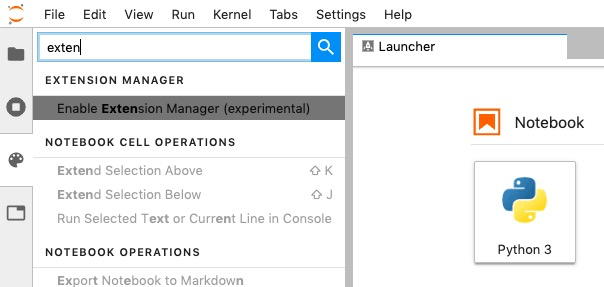 File Edit View Run Kernel Tabs Settings Help
exten
Launcher
EXTENSION MANAGER
Enable Extension Manager (experimental)
NOTEBOOK CELL OPERATIONS
Extend Selection Above ⇧ K
Extend Selection Below ⇧ J
Run Selected Text or Current Line in Console
NOTEBOOK OPERATIONS
Export Notebook to Markdown
Notebook
Python 3